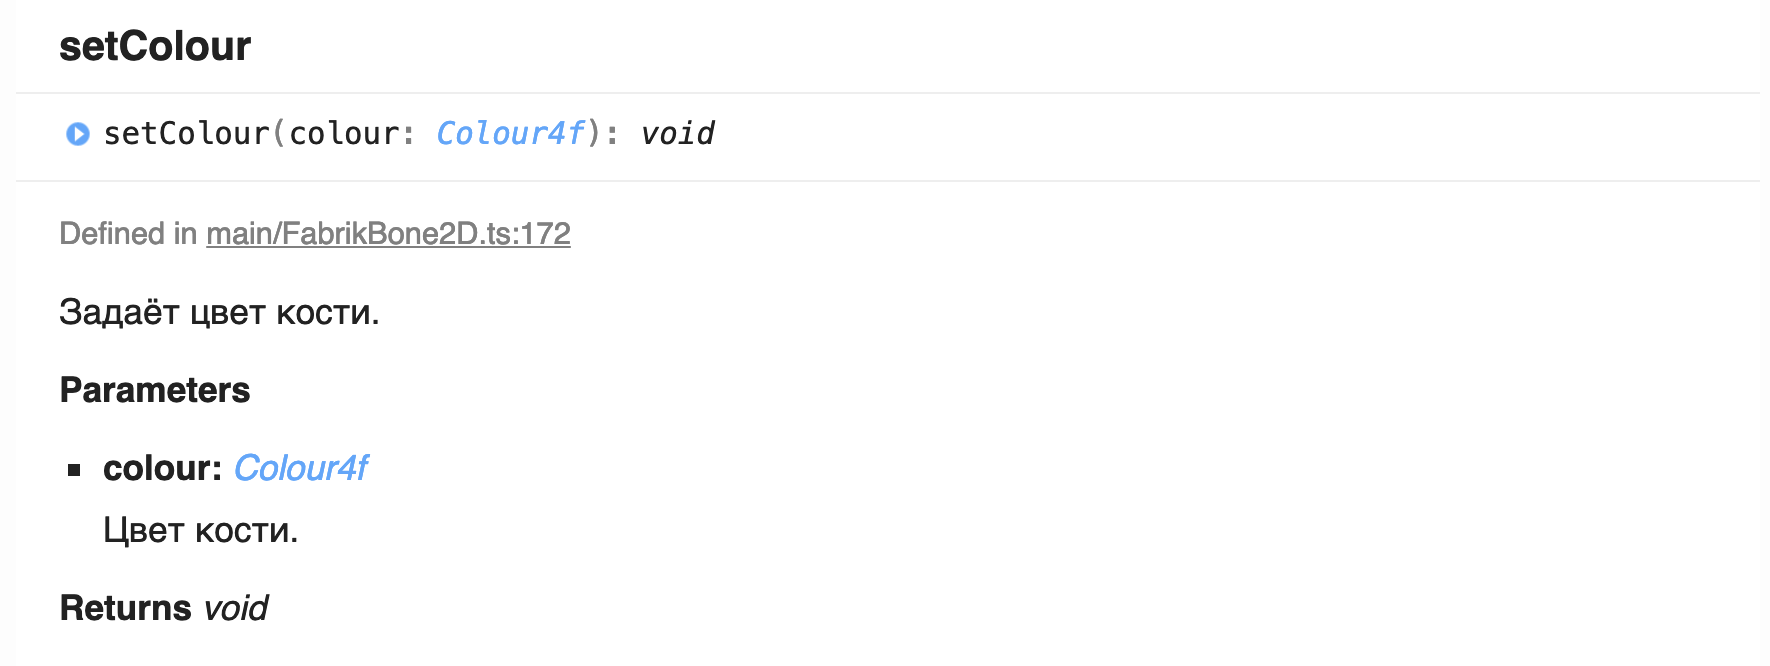 setColour
setColour(colour: Colour4f): void
Defined in main/FabrikBone2D.ts:172
Задаёт цвет кости.
Parameters
colour: Colour4f
Цвет кости.
Returns void